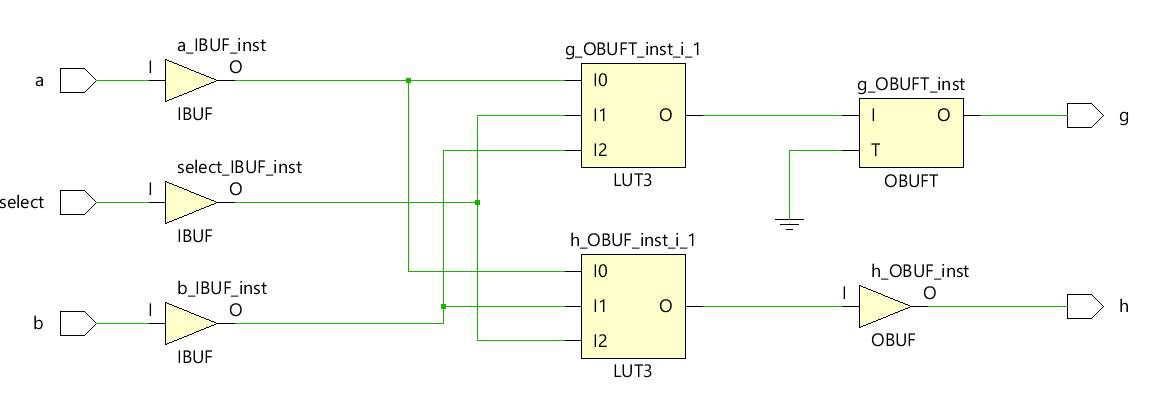 a_IBUF_inst
a
I
O
IBUF
select_IBUF_inst
select
I
O
IBUF
b_IBUF_inst
b
I
O
IBUF
g_OBUFT_inst_i_1
I0
I1
O
I2
LUT3
h_OBUF_inst_i_1
I0
I1
O
I2
LUT3
g_OBUFT_inst
I
O
T
OBUFT
g
h_OBUF_inst
I
O
OBUF
h